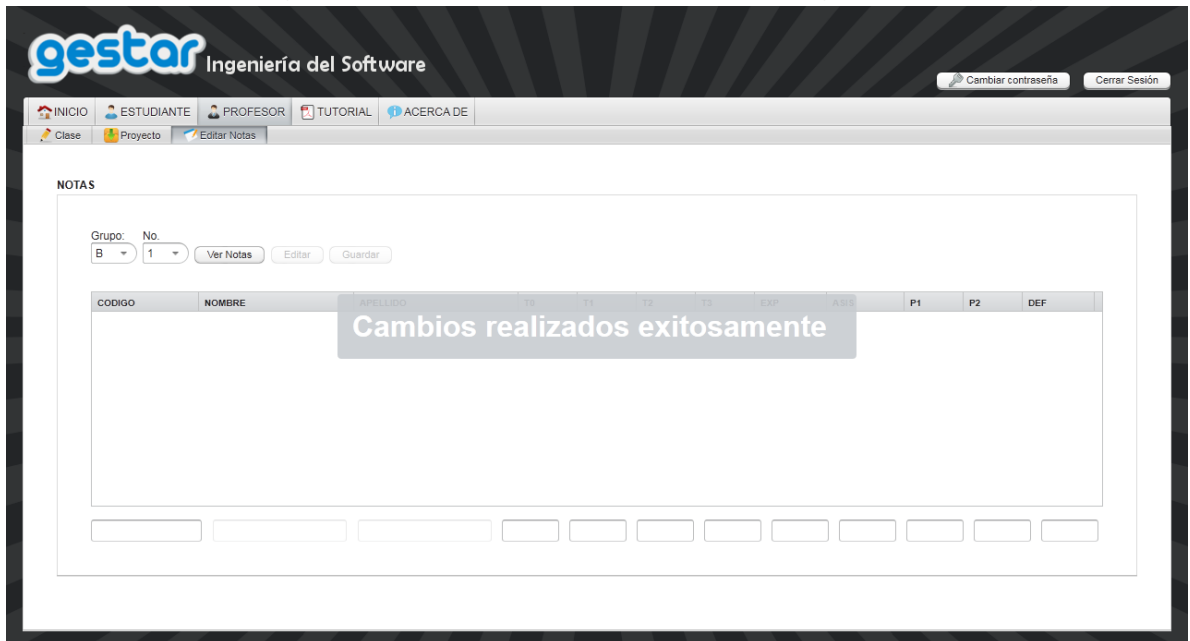 gestar Ingeniería del Software
Cambiar contraseña Cerrar Sesión
INICIO ESTUDIANTE PROFESOR TUTORIAL ACERCA DE
Clase Proyecto Editar Notas
NOTAS
Grupo: No.
B 1 Ver Notas Editar Guardar
CODIGO NOMBRE APELLIDO T0 T1 T2 T3 EXP ASIS P1 P2 DEF
Cambios realizados exitosamente